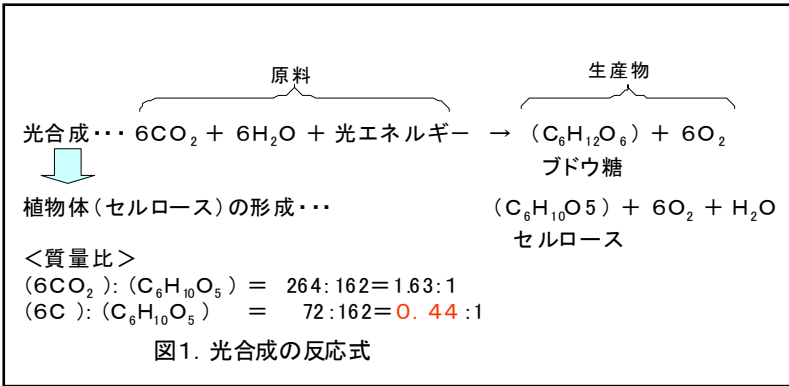 原料
生産物
光合成･･･ 6CO₂ + 6H₂O + 光エネルギー → (C₆H₁₂O₆) + 6O₂
ブドウ糖
植物体(セルロース)の形成･･･ (C₆H₁₀O5) + 6O₂ + H₂O
セルロース
<質量比>
(6CO₂):(C₆H₁₀O₅) = 264:162=1.63:1
(6C):(C₆H₁₀O₅) = 72:162=0.44:1
図1. 光合成の反応式